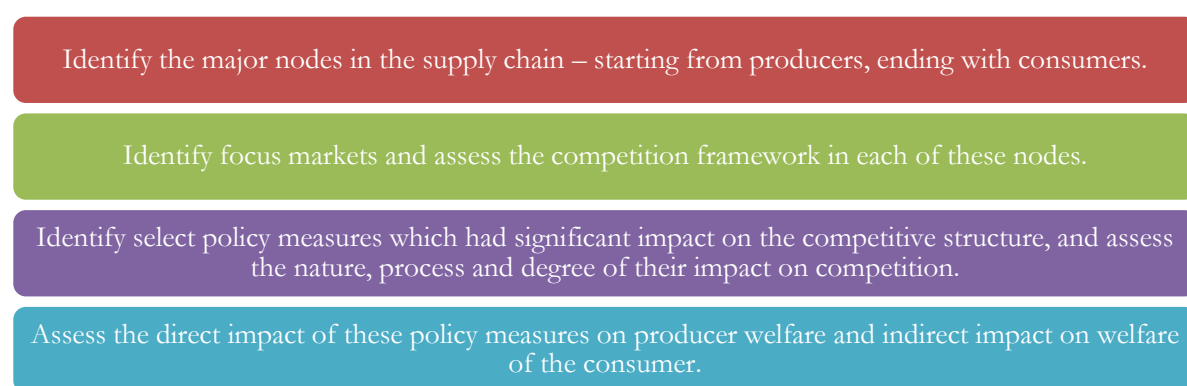 Identify the major nodes in the supply chain – starting from producers, ending with consumers.
Identify focus markets and assess the competition framework in each of these nodes.
Identify select policy measures which had significant impact on the competitive structure, and assess
the nature, process and degree of their impact on competition.
Assess the direct impact of these policy measures on producer welfare and indirect impact on welfare
of the consumer.